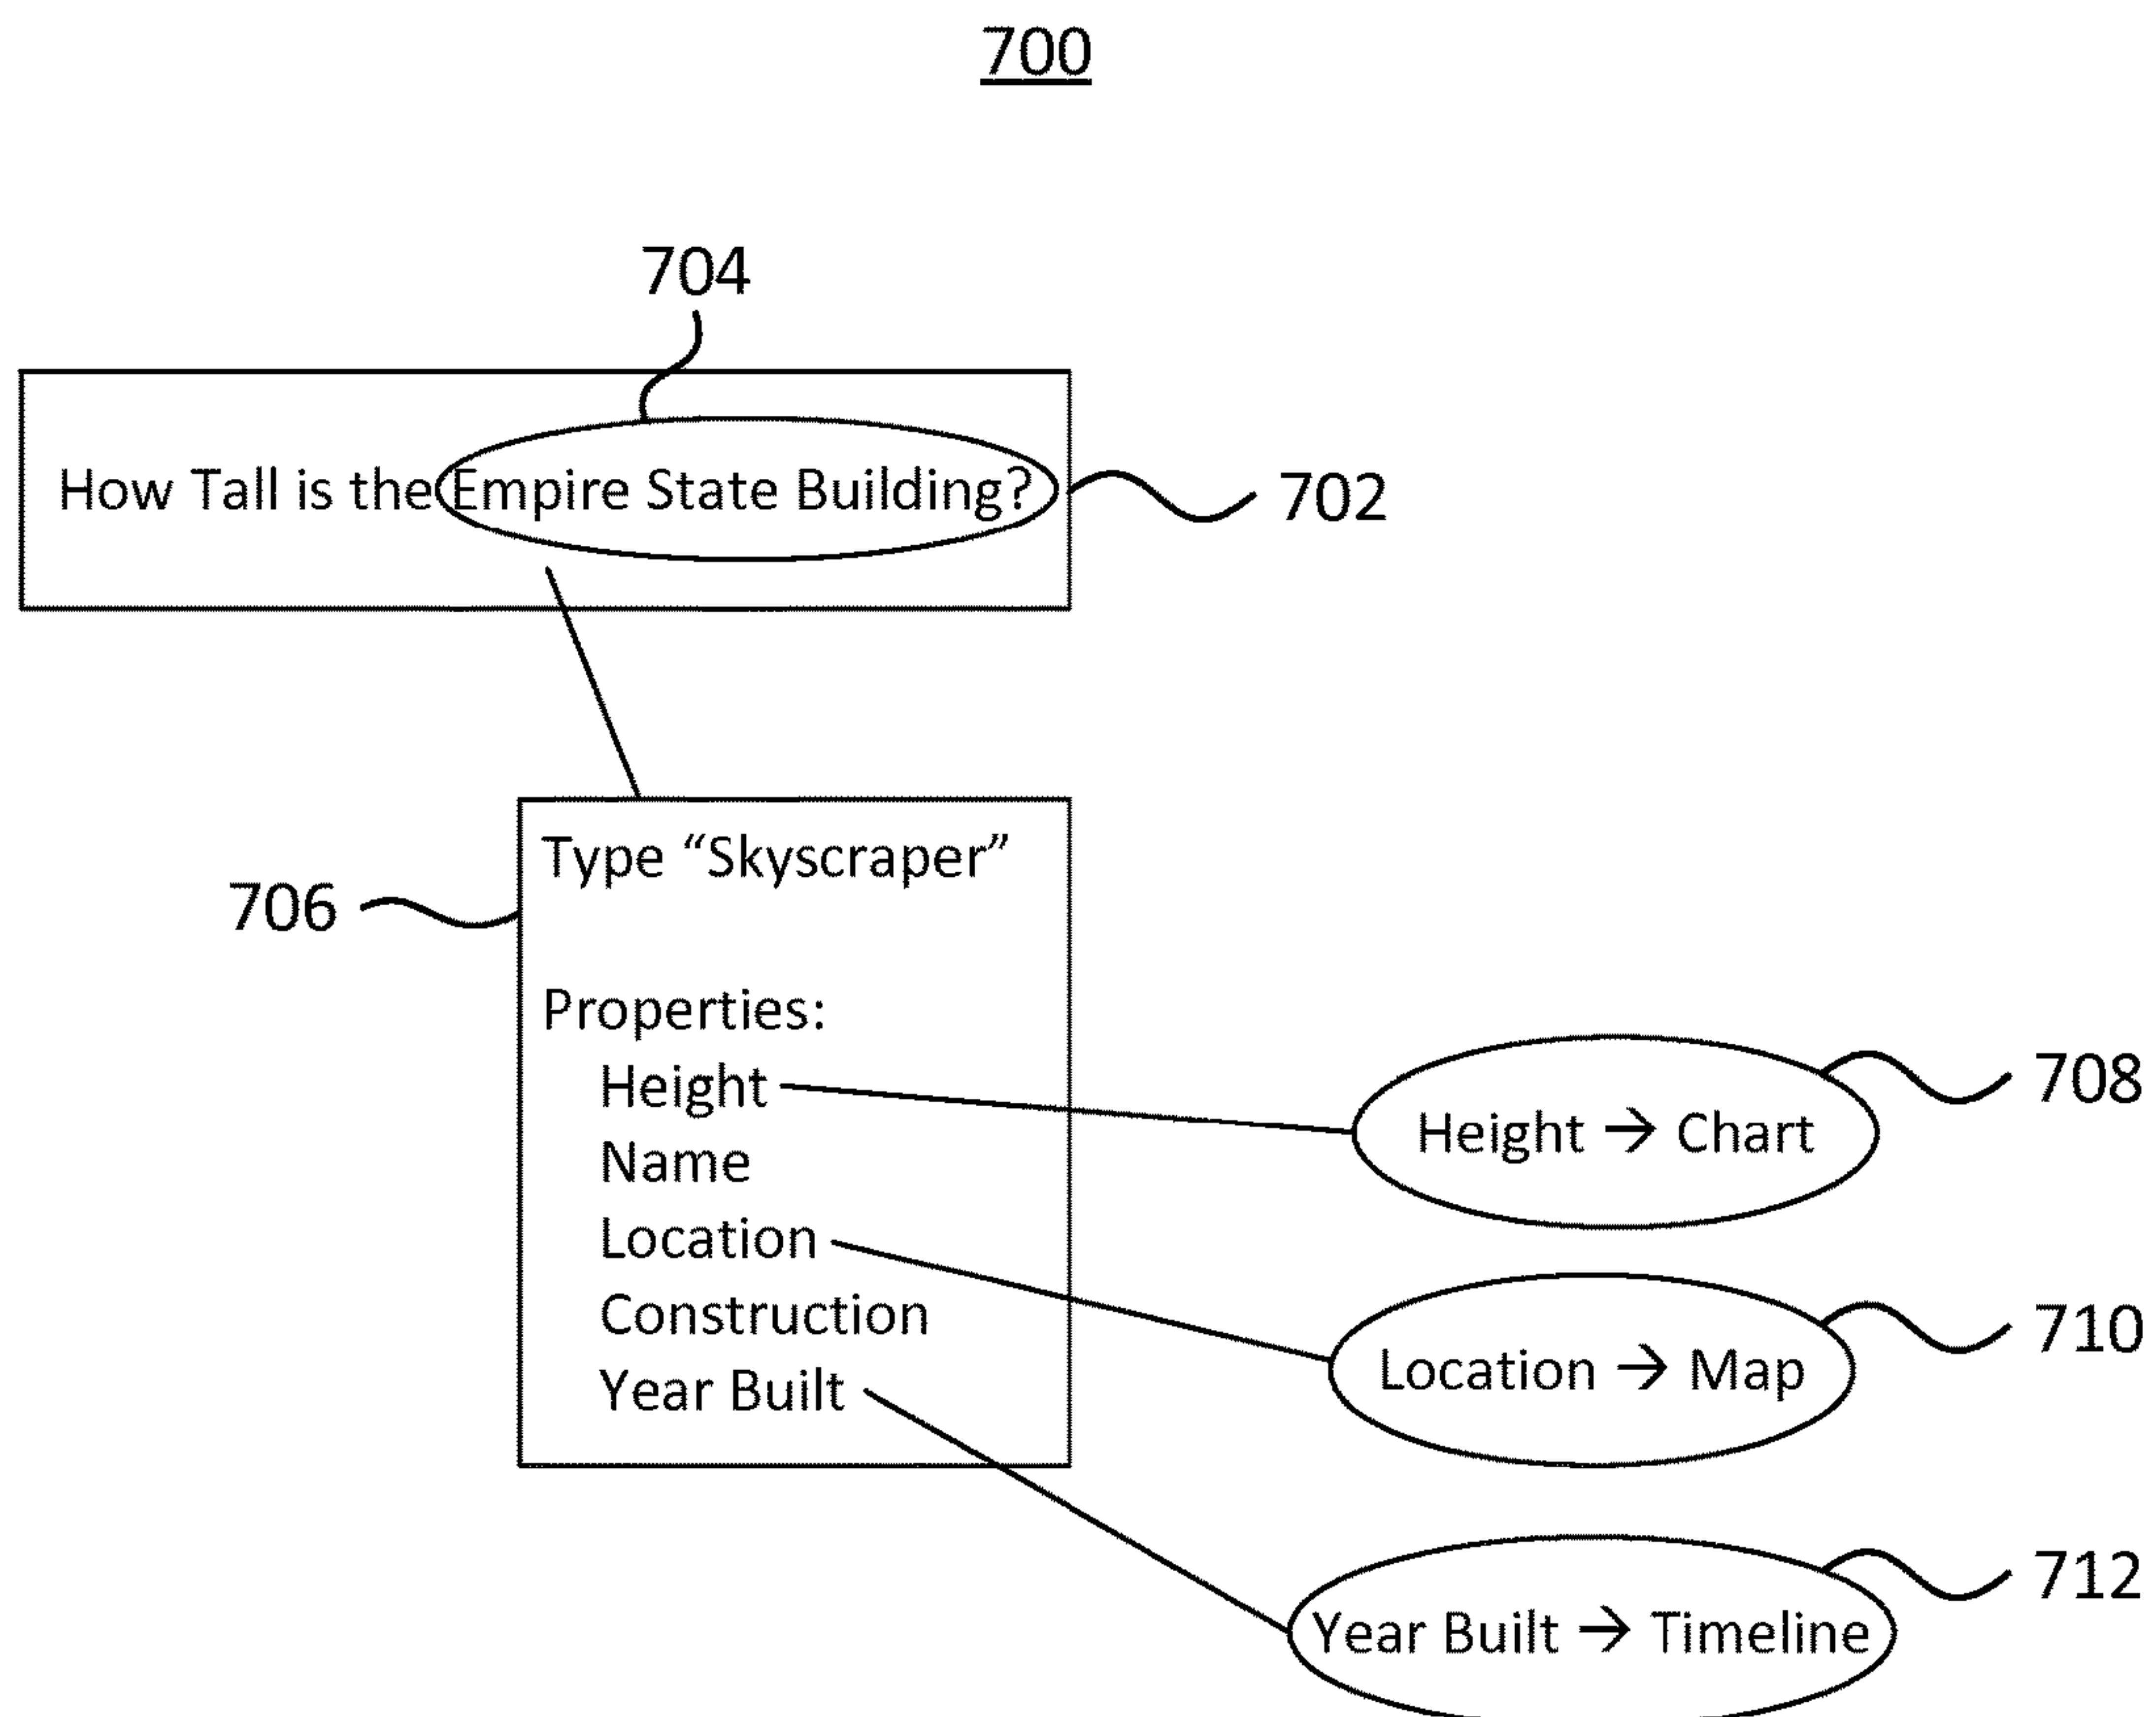 700
704
How Tall is the Empire State Building?
702
706
Type “Skyscraper”
Properties:
Height
Name
Location
Construction
Year Built
Height → Chart
708
Location → Map
710
Year Built → Timeline
712